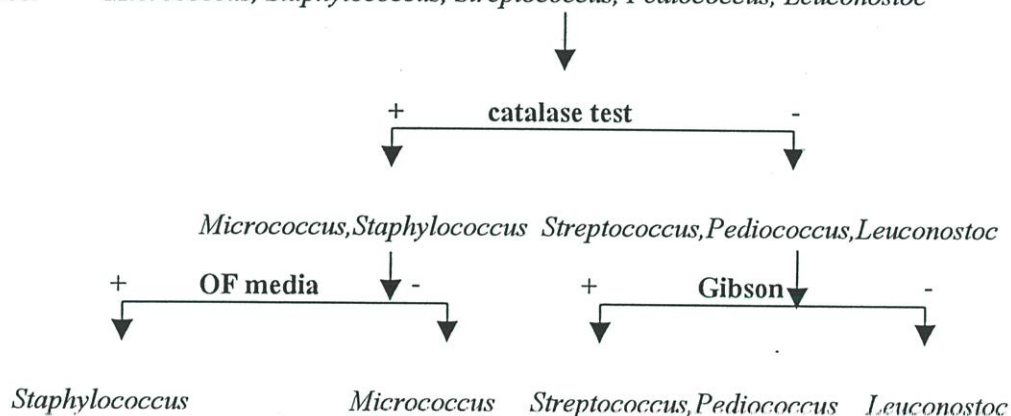 Micrococcus, Staphylococcus, Streptococcus, Pediococcus, Leuconostoc
+ catalase test -
Micrococcus,Staphylococcus Streptococcus,Pediococcus,Leuconostoc
+ OF media - + Gibson -
Staphylococcus Micrococcus Streptococcus,Pediococcus Leuconostoc